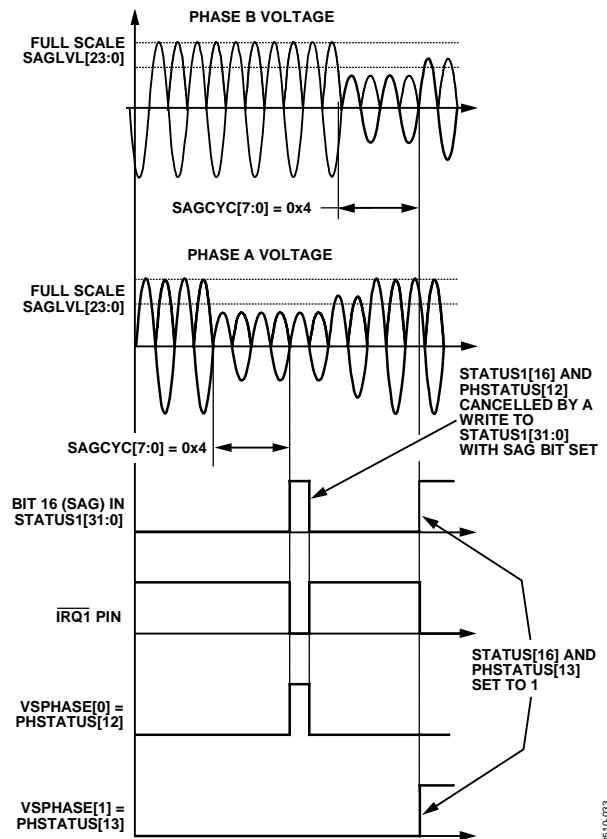 PHASE B VOLTAGE
FULL SCALE
SAGLVL[23:0]
SAGCYC[7:0] = 0x4
PHASE A VOLTAGE
FULL SCALE
SAGLVL[23:0]
STATUS1[16] AND
PHSTATUS[12]
CANCELLED BY A
WRITE TO
STATUS1[31:0]
WITH SAG BIT SET
SAGCYC[7:0] = 0x4
BIT 16 (SAG) IN
STATUS1[31:0]
IRQ1 PIN
STATUS[16] AND
PHSTATUS[13]
SET TO 1
VSPHASE[0] =
PHSTATUS[12]
VSPHASE[1] =
PHSTATUS[13]